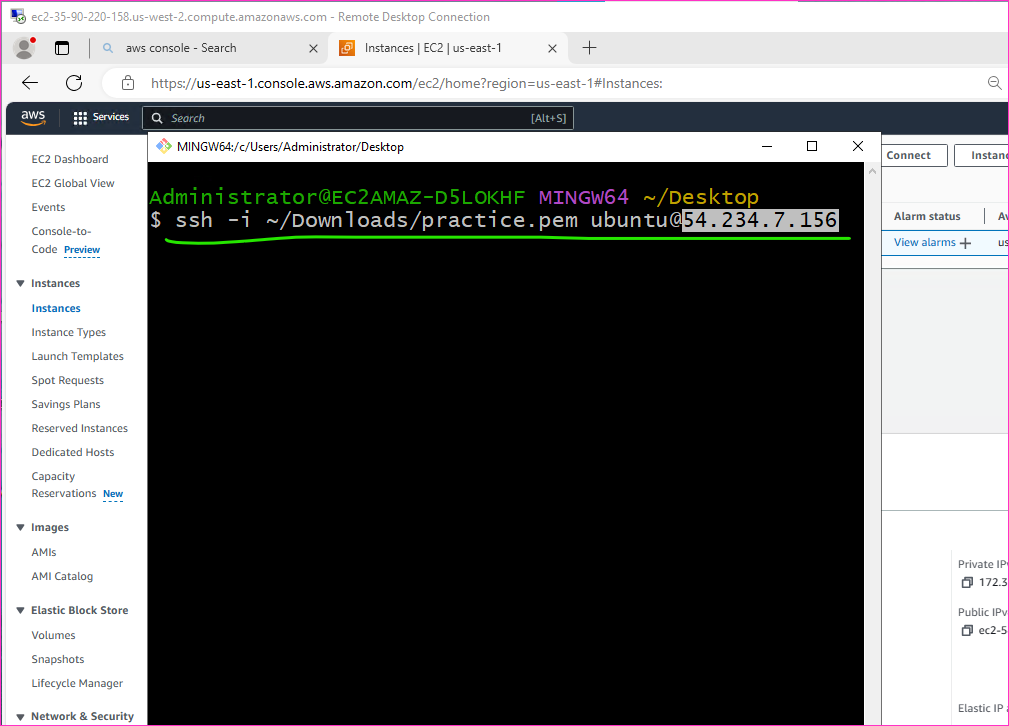 ec2-35-90-220-158.us-west-2.compute.amazonaws.com - Remote Desktop Connection
aws console - Search
Instances | EC2 | us-east-1
https://us-east-1.console.aws.amazon.com/ec2/home?region=us-east-1#Instances:
aws
Services
Search
[Alt+S]
MINGW64:/c/Users/Administrator/Desktop
Administrator@EC2AMAZ-D5LOKHF MINGW64 ~/Desktop
$ ssh -i ~/Downloads/practice.pem ubuntu@54.234.7.156
EC2 Dashboard
EC2 Global View
Events
Console-to-
Code Preview
Instances
Instances
Instance Types
Launch Templates
Spot Requests
Savings Plans
Reserved Instances
Dedicated Hosts
Capacity
Reservations New
Images
AMIs
AMI Catalog
Elastic Block Store
Volumes
Snapshots
Lifecycle Manager
Network & Security
Connect
Instanc
Alarm status
Av
View alarms +
us
Private IP
172.3
Public IPv
ec2-5
Elastic IP a